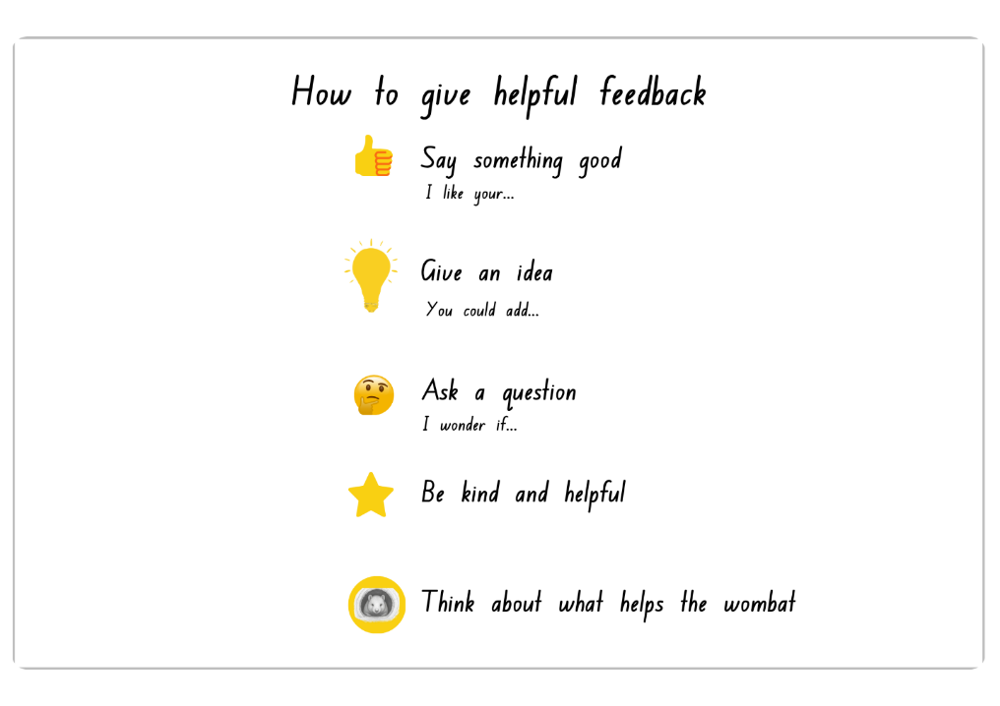 How to give helpful feedback
Say something good
I like your...
Give an idea
You could add...
Ask a question
I wonder if...
Be kind and helpful
Think about what helps the wombat